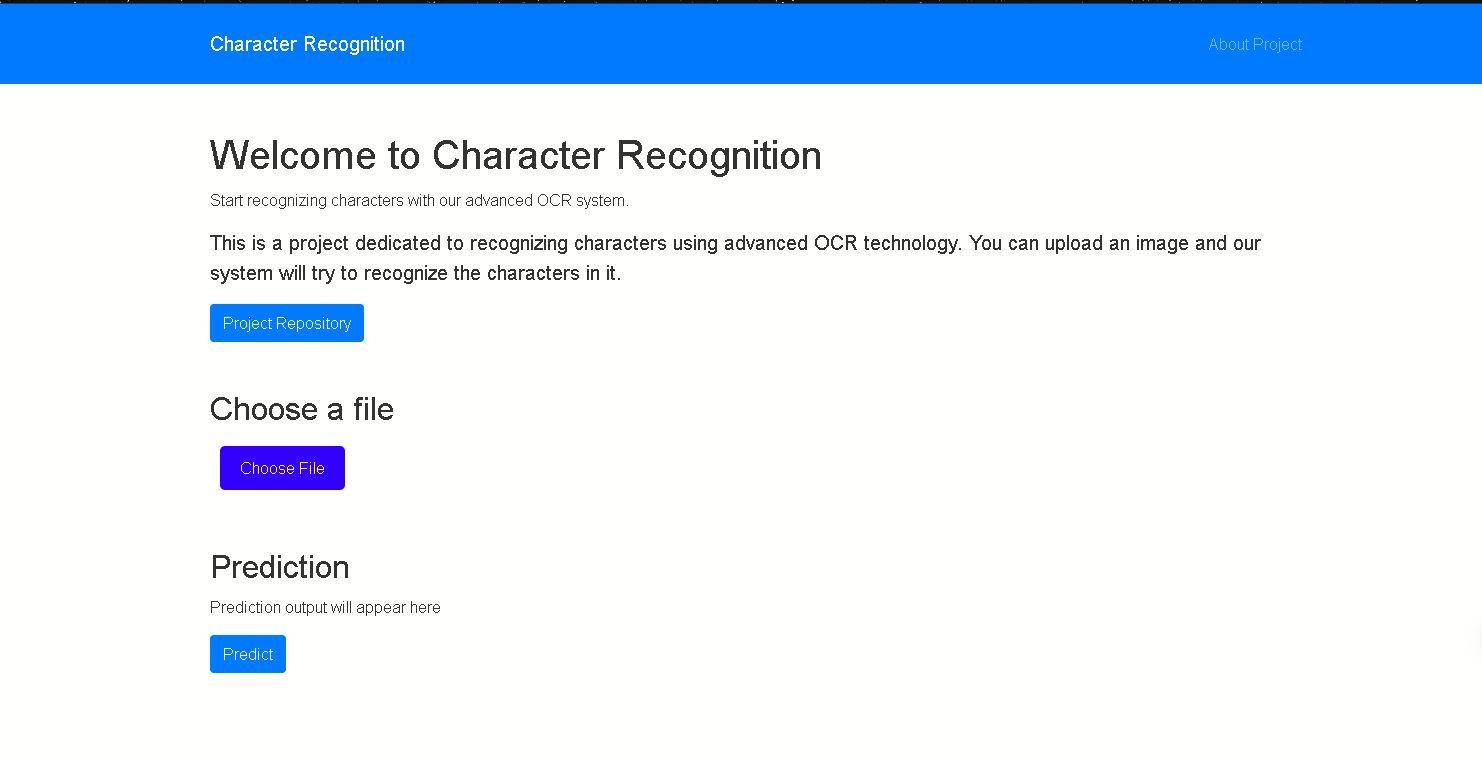 Character Recognition
About Project
Welcome to Character Recognition
Start recognizing characters with our advanced OCR system.
This is a project dedicated to recognizing characters using advanced OCR technology. You can upload an image and our
system will try to recognize the characters in it.
Project Repository
Choose a file
Choose File
Prediction
Prediction output will appear here
Predict